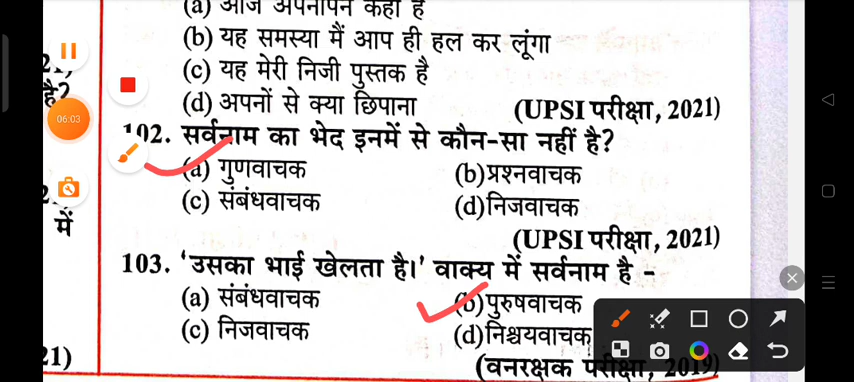 (a) आज अपनापन कहां है
(b) यह समस्या मैं आप ही हल कर लूंगा
(c) यह मेरी निजी पुस्तक है
(d) अपनों से क्या छिपाना (UPSI परीक्षा, 2021)
है?
06:03
102. सर्वनाम का भेद इनमें से कौन-सा नहीं है?
(a) गुणवाचक (b) प्रश्नवाचक
(c) संबंधवाचक (d) निजवाचक
में
(UPSI परीक्षा, 2021)
103. 'उसका भाई खेलता है।' वाक्य में सर्वनाम है -
(a) संबंधवाचक (b) पुरुषवाचक
(c) निजवाचक (d) निश्चयवाचक
21) (वनरक्षक परीक्षा, 2019)